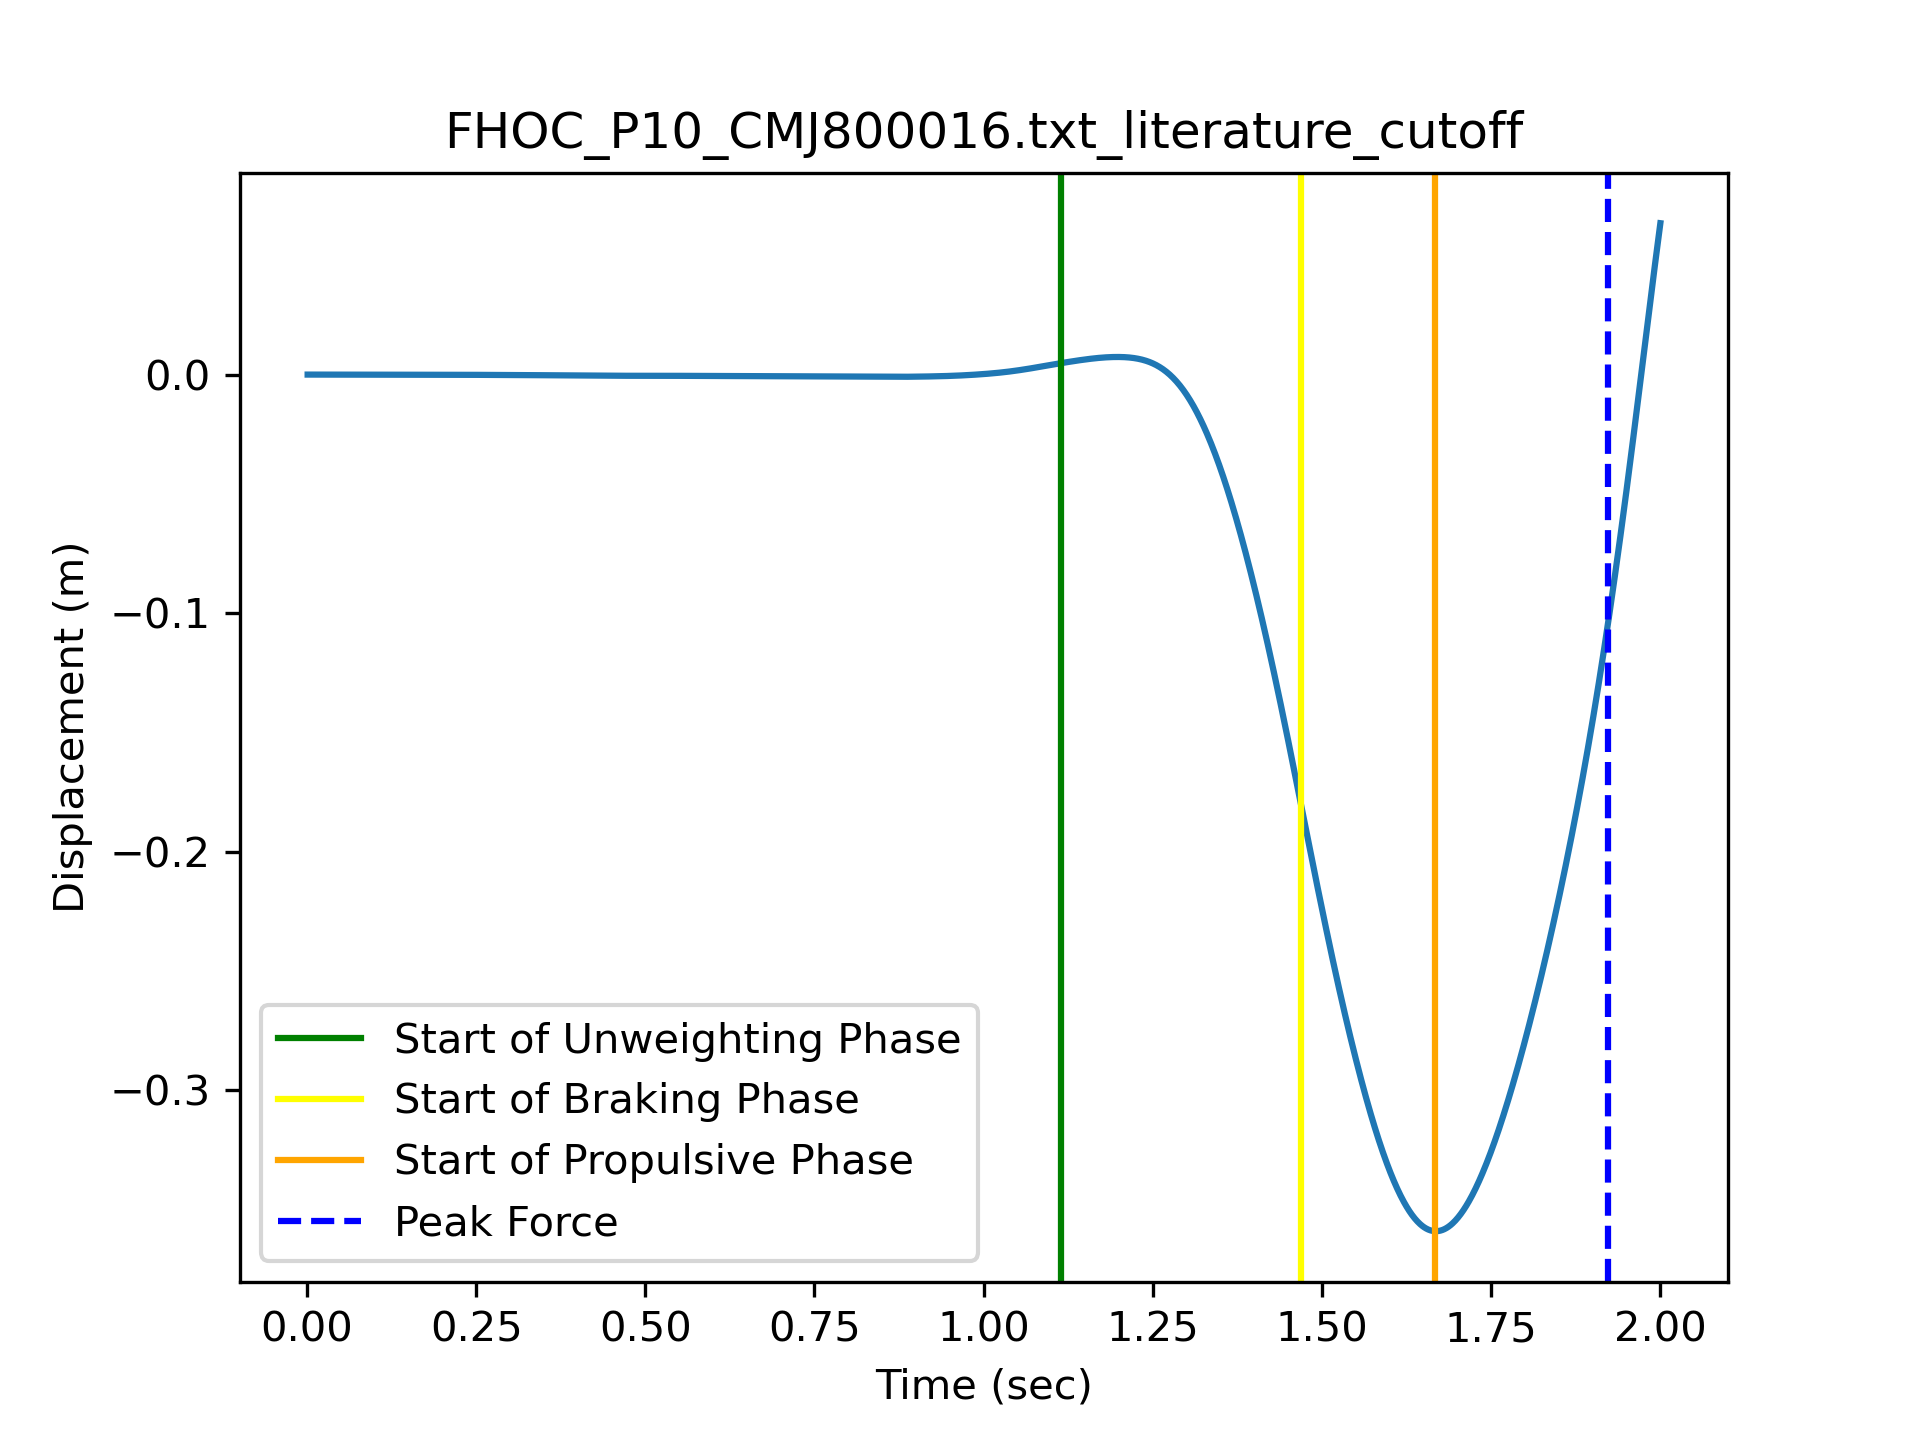 FHOC_P10_CMJ800016.txt_literature_cutoff
Displacement (m)
0.0
−0.1
−0.2
−0.3
Start of Unweighting Phase
Start of Braking Phase
Start of Propulsive Phase
Peak Force
0.00 0.25 0.50 0.75 1.00 1.25 1.50 1.75 2.00
Time (sec)